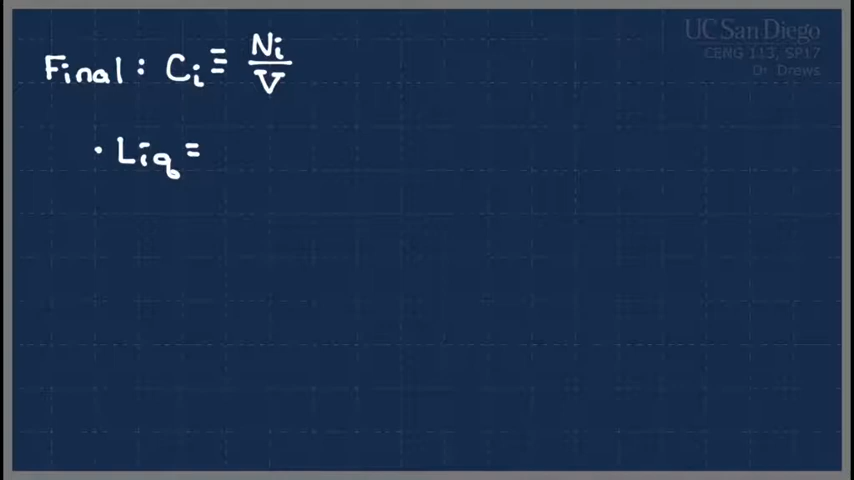 UC San Diego
CENG 113, SP17
Dr. Drews
Final: Ci ≡ Ni/V
· Liq =